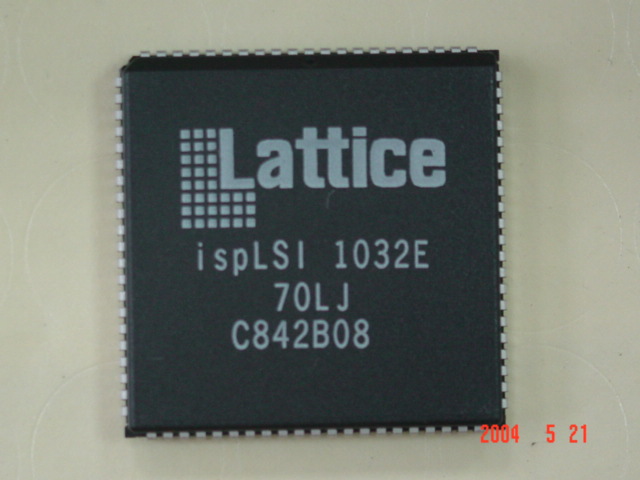 Lattice
ispLSI 1032E
70LJ
C842B08
2004 5 21